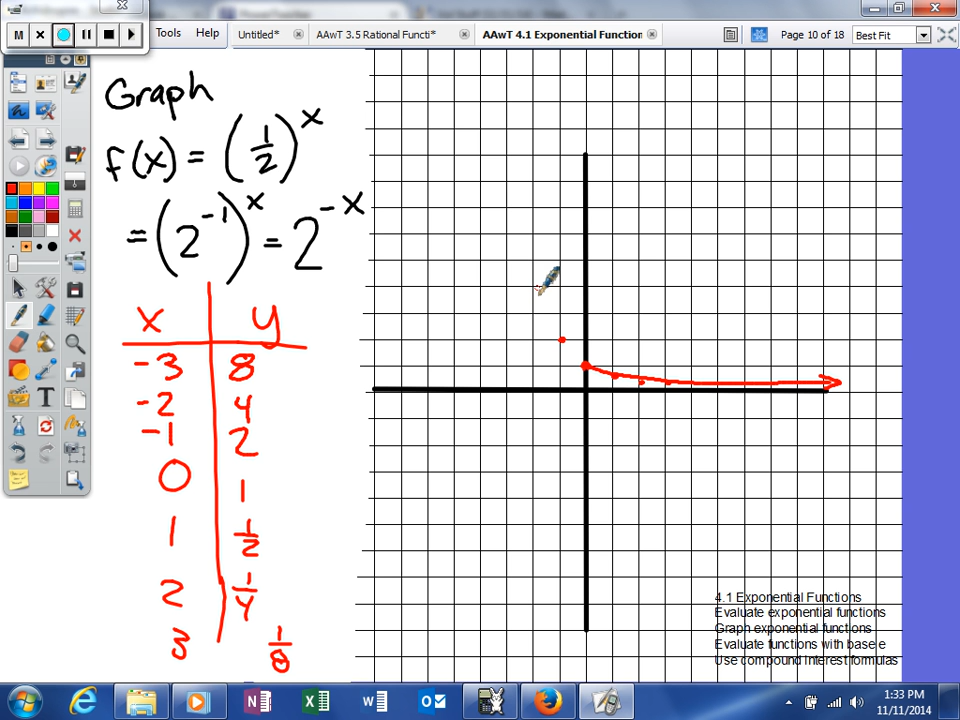 M
Tools Help Untitled* AAwT 3.5 Rational Functi* AAwT 4.1 Exponential Function Page 10 of 18 Best Fit
Graph
f(x) = (1/2)^x
= (2^-1)^x = 2^-x
x y
-3 8
-2 4
-1 2
0 1
1 1/2
2 1/4
3 1/8
4.1 Exponential Functions
Evaluate exponential functions
Graph exponential functions
Evaluate functions with base e
Use compound interest formulas
1:33 PM
11/11/2014